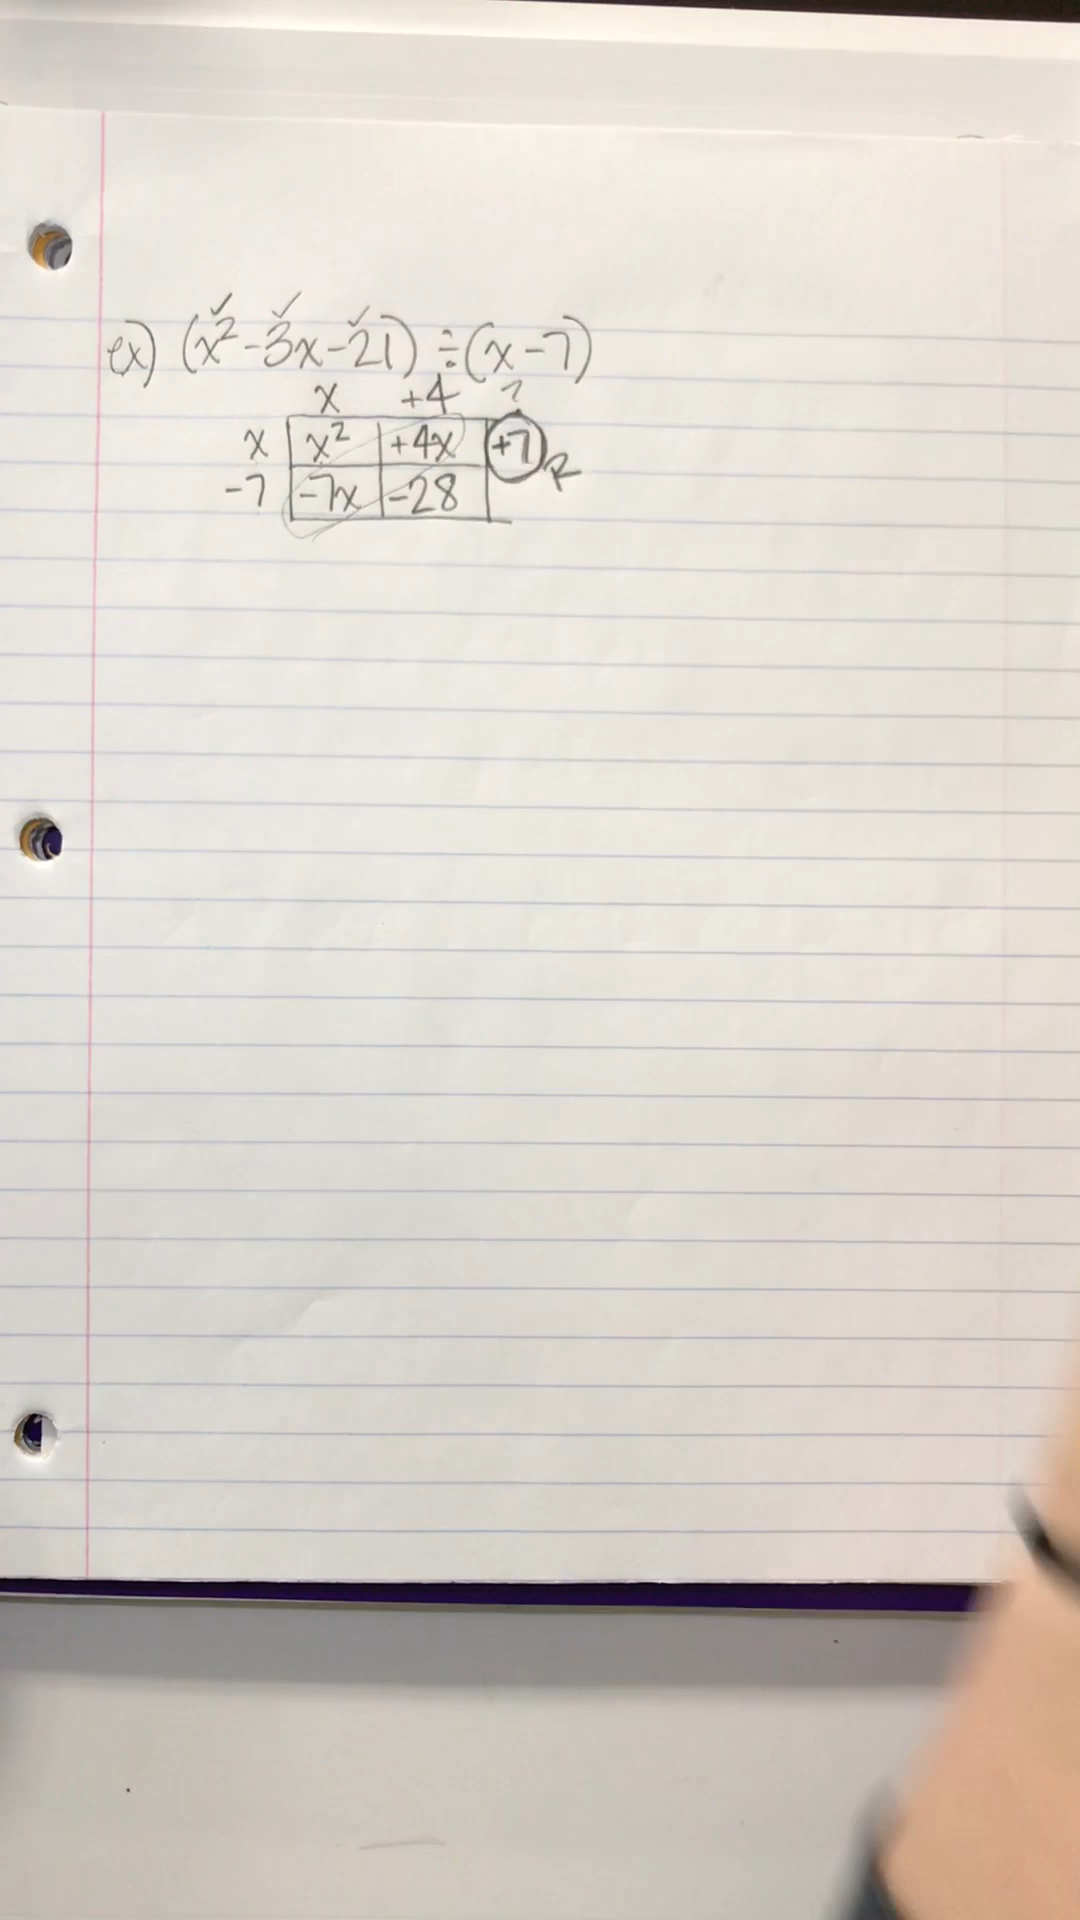 ex) (x²-3x-21) ÷ (x-7)
x +4 ?
x x² +4x +7 R
-7 -7x -28